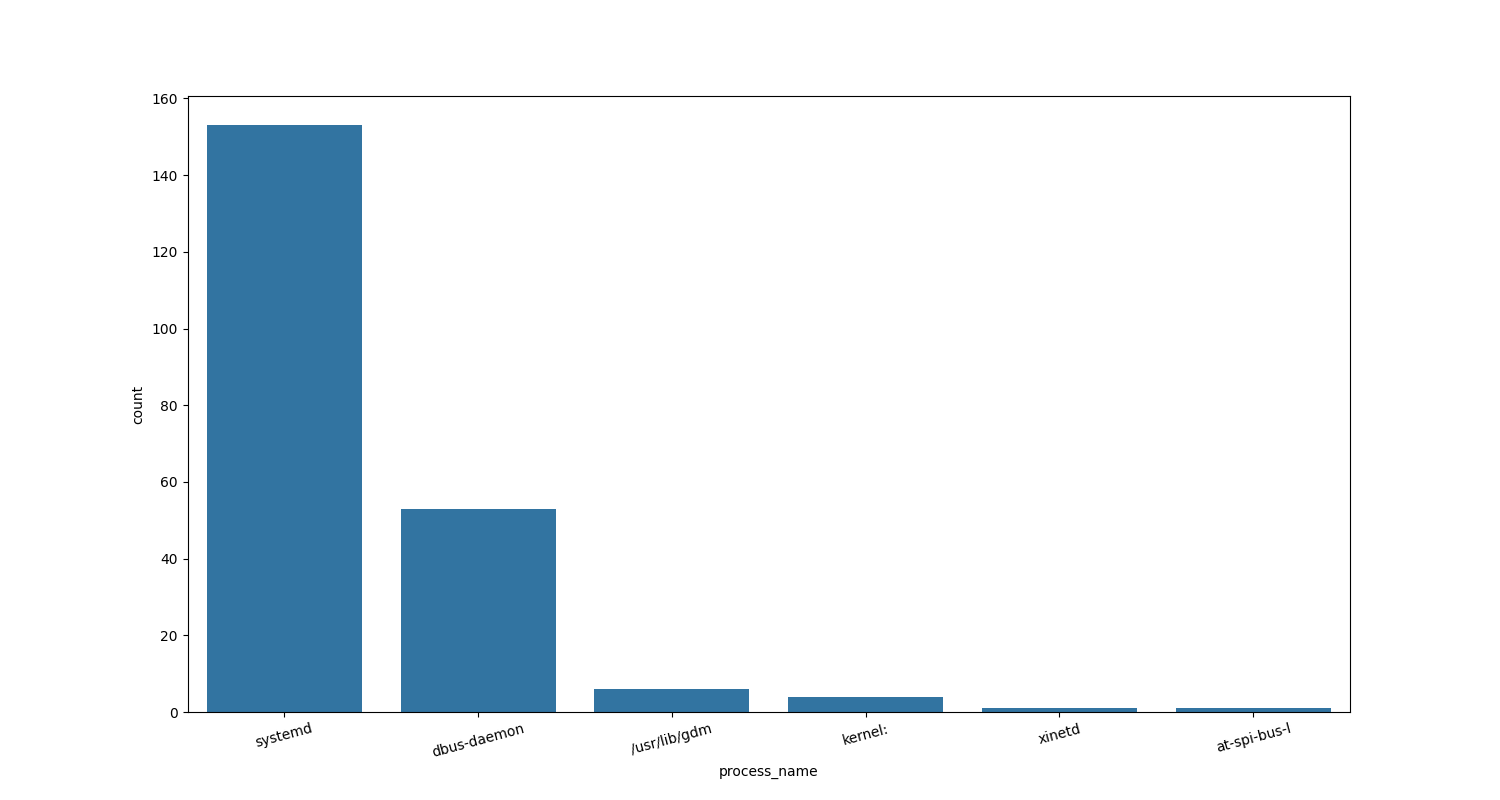 160
140
120
100
80
60
40
20
0
count
systemd
dbus-daemon
/usr/lib/gdm
kernel:
xinetd
at-spi-bus-l
process_name